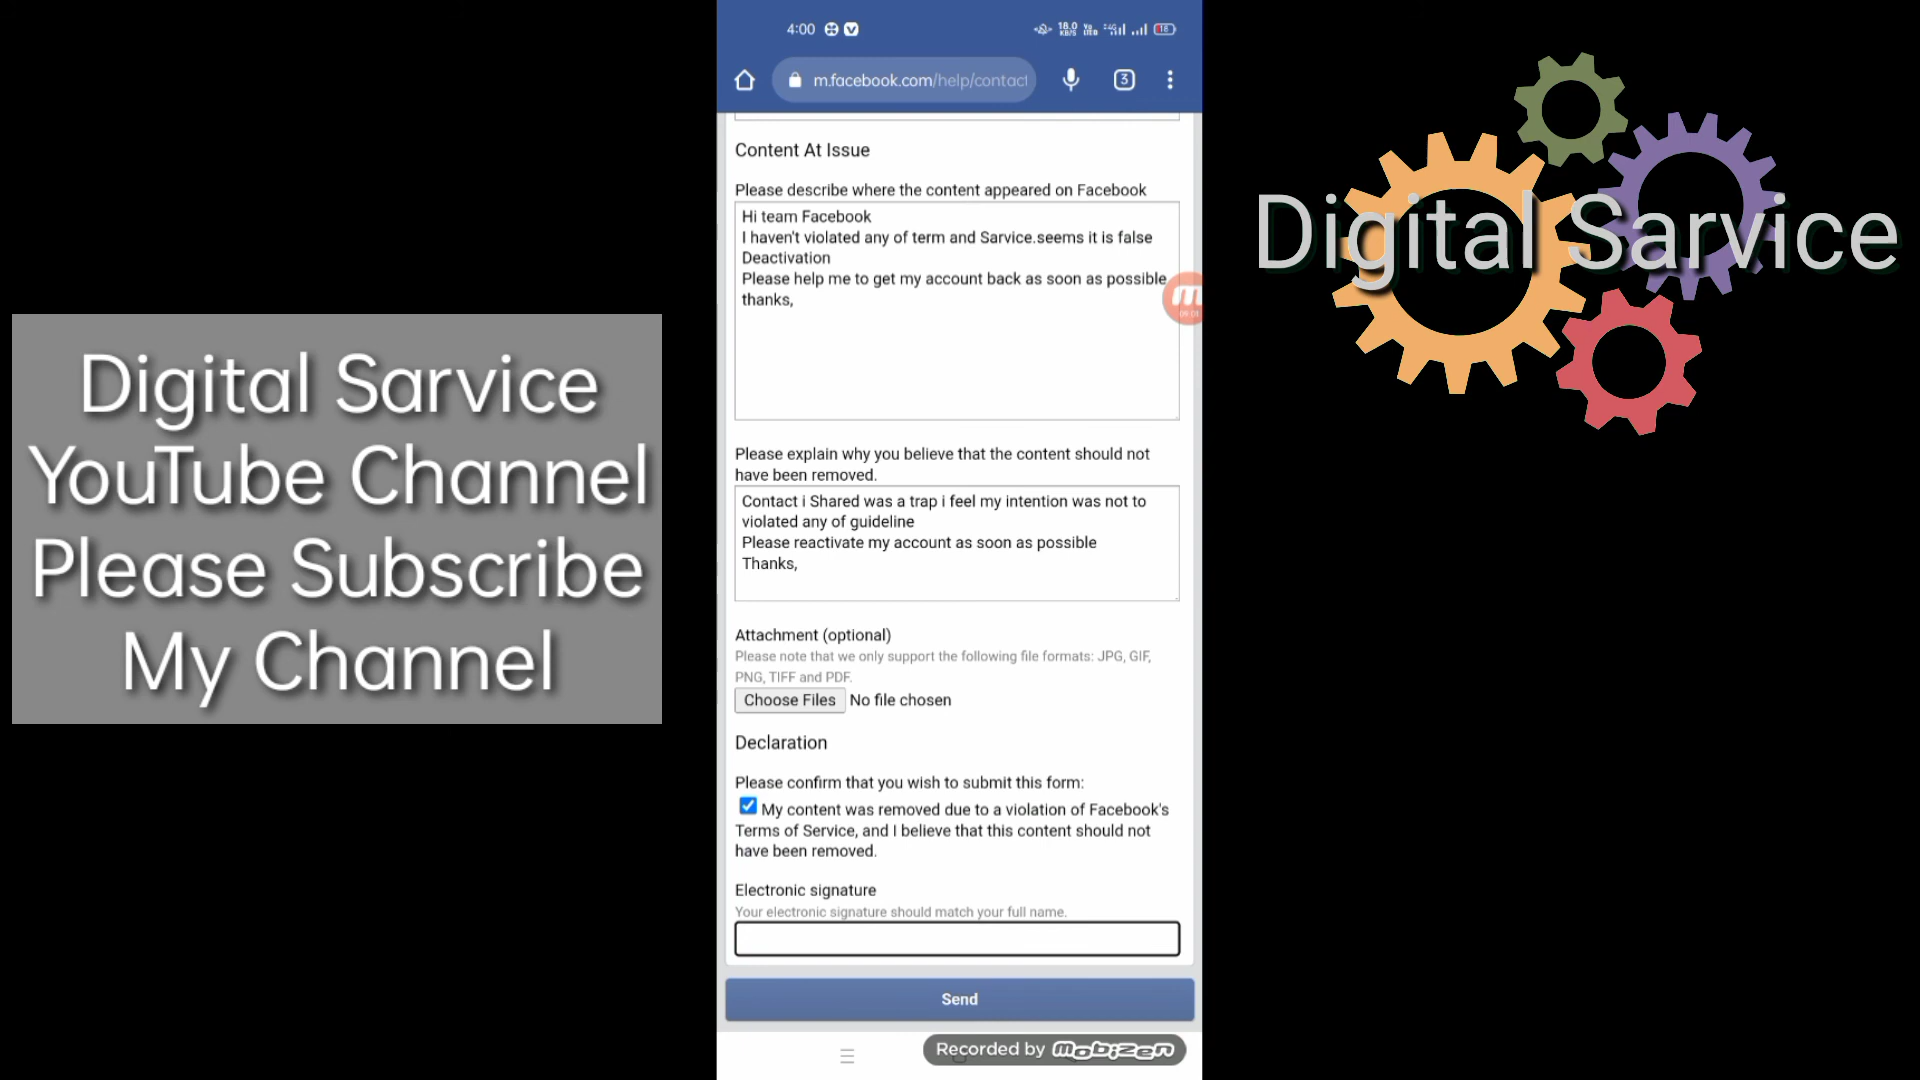 4:00
18.0 KB/S
18
m.facebook.com/help/contact
3
Content At Issue
Please describe where the content appeared on Facebook
Hi team Facebook
I haven't violated any of term and Sarvice.seems it is false
Deactivation
Please help me to get my account back as soon as possible
thanks,
09:01
Please explain why you believe that the content should not
have been removed.
Contact i Shared was a trap i feel my intention was not to
violated any of guideline
Please reactivate my account as soon as possible
Thanks,
Attachment (optional)
Please note that we only support the following file formats: JPG, GIF,
PNG, TIFF and PDF.
Choose Files No file chosen
Declaration
Please confirm that you wish to submit this form:
My content was removed due to a violation of Facebook's
Terms of Service, and I believe that this content should not
have been removed.
Electronic signature
Your electronic signature should match your full name.
Send
Recorded by mobizen
Digital Sarvice
YouTube Channel
Please Subscribe
My Channel
Digital Sarvice